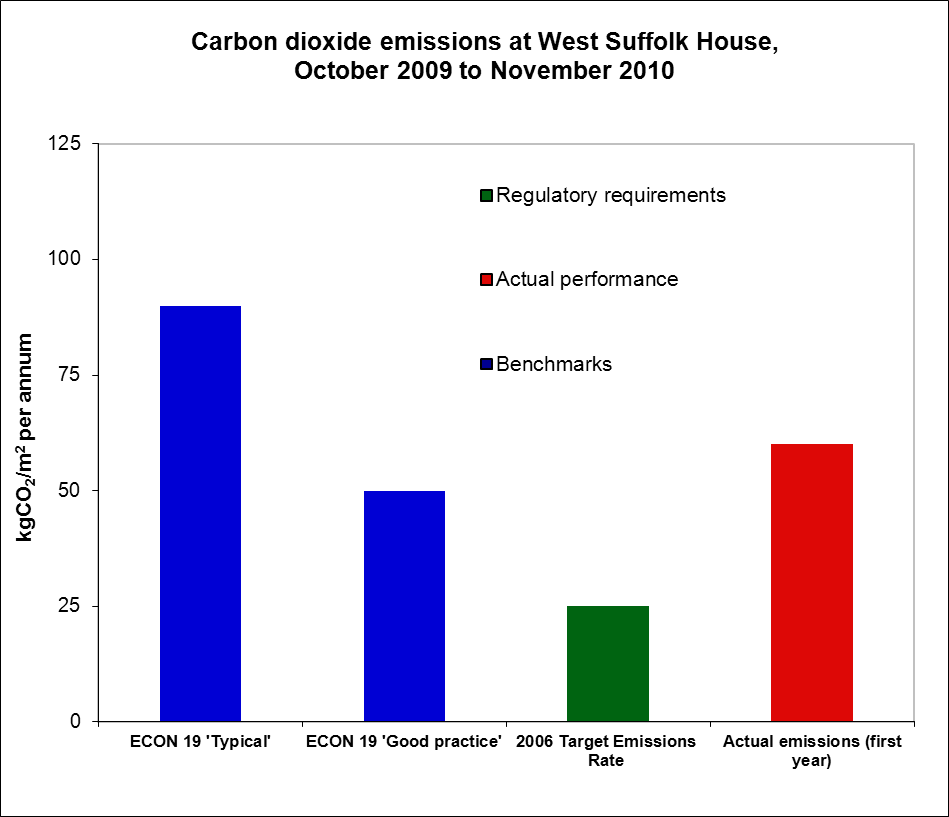 Carbon dioxide emissions at West Suffolk House,
October 2009 to November 2010
125
100
75
50
25
0
kgCO₂/m² per annum
Regulatory requirements
Actual performance
Benchmarks
ECON 19 'Typical'
ECON 19 'Good practice'
2006 Target Emissions
Rate
Actual emissions (first
year)